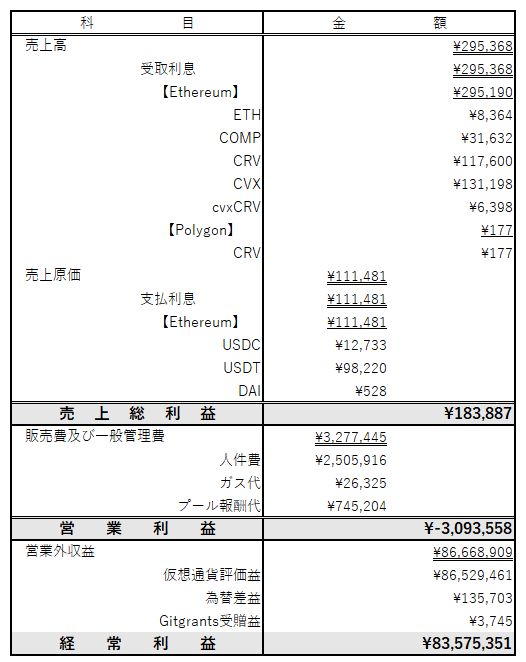 科 目 金 額
売上高 ¥295,368
受取利息 ¥295,368
【Ethereum】 ¥295,190
ETH ¥8,364
COMP ¥31,632
CRV ¥117,600
CVX ¥131,198
cvxCRV ¥6,398
【Polygon】 ¥177
CRV ¥177
売上原価 ¥111,481
支払利息 ¥111,481
【Ethereum】 ¥111,481
USDC ¥12,733
USDT ¥98,220
DAI ¥528
売 上 総 利 益 ¥183,887
販売費及び一般管理費 ¥3,277,445
人件費 ¥2,505,916
ガス代 ¥26,325
プール報酬代 ¥745,204
営 業 利 益 ¥-3,093,558
営業外収益 ¥86,668,909
仮想通貨評価益 ¥86,529,461
為替差益 ¥135,703
Gitgrants受贈益 ¥3,745
経 常 利 益 ¥83,575,351